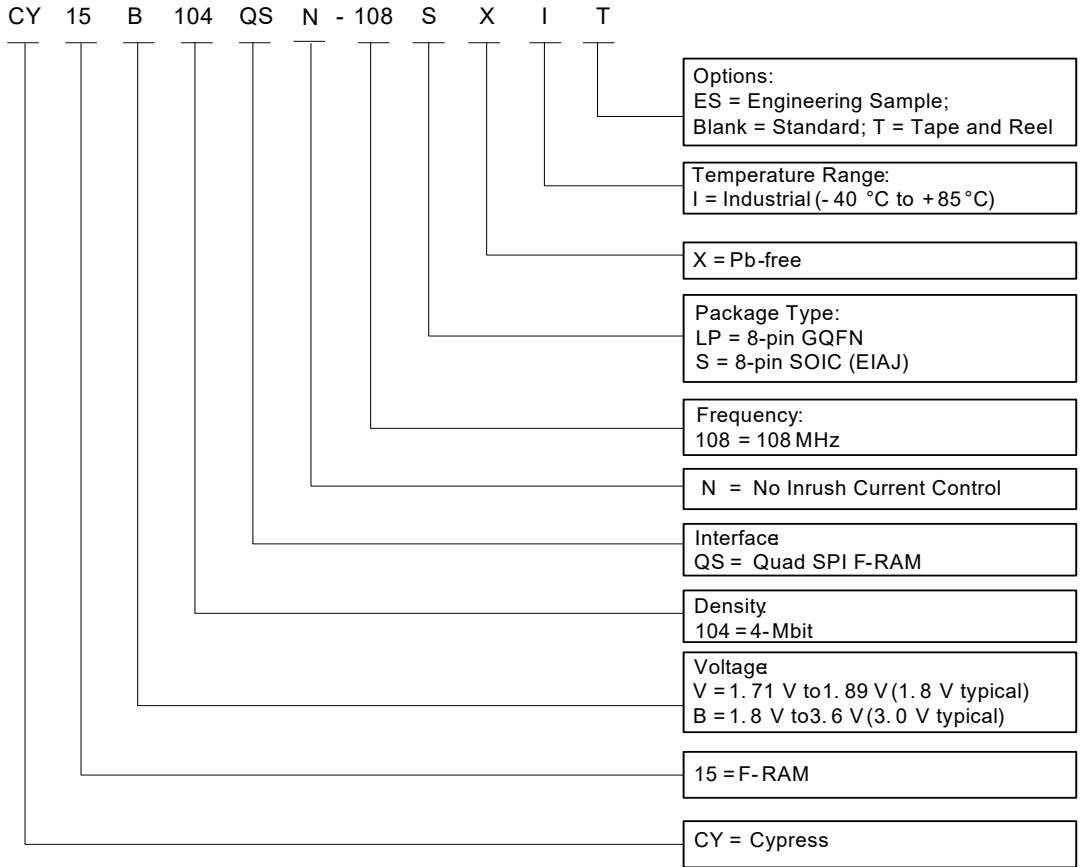 CY 15 B 104 QS N - 108 S X I T
Options:
ES = Engineering Sample;
Blank = Standard; T = Tape and Reel
Temperature Range:
I = Industrial (- 40 °C to +85°C)
X = Pb-free
Package Type:
LP = 8-pin GQFN
S = 8-pin SOIC (EIAJ)
Frequency:
108 = 108 MHz
N = No Inrush Current Control
Interface:
QS = Quad SPI F-RAM
Density:
104 = 4-Mbit
Voltage:
V = 1. 71 V to1. 89 V (1. 8 V typical)
B = 1. 8 V to3. 6 V (3. 0 V typical)
15 = F-RAM
CY = Cypress